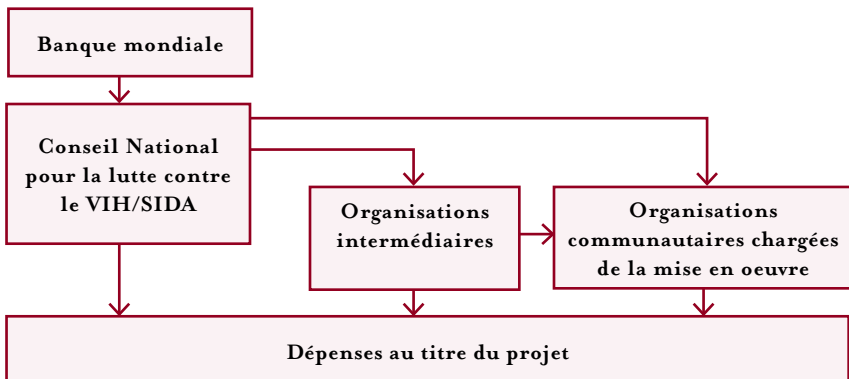 Banque mondiale
Conseil National
pour la lutte contre
le VIH/SIDA
Organisations
intermédiaires
Organisations
communautaires chargées
de la mise en oeuvre
Dépenses au titre du projet